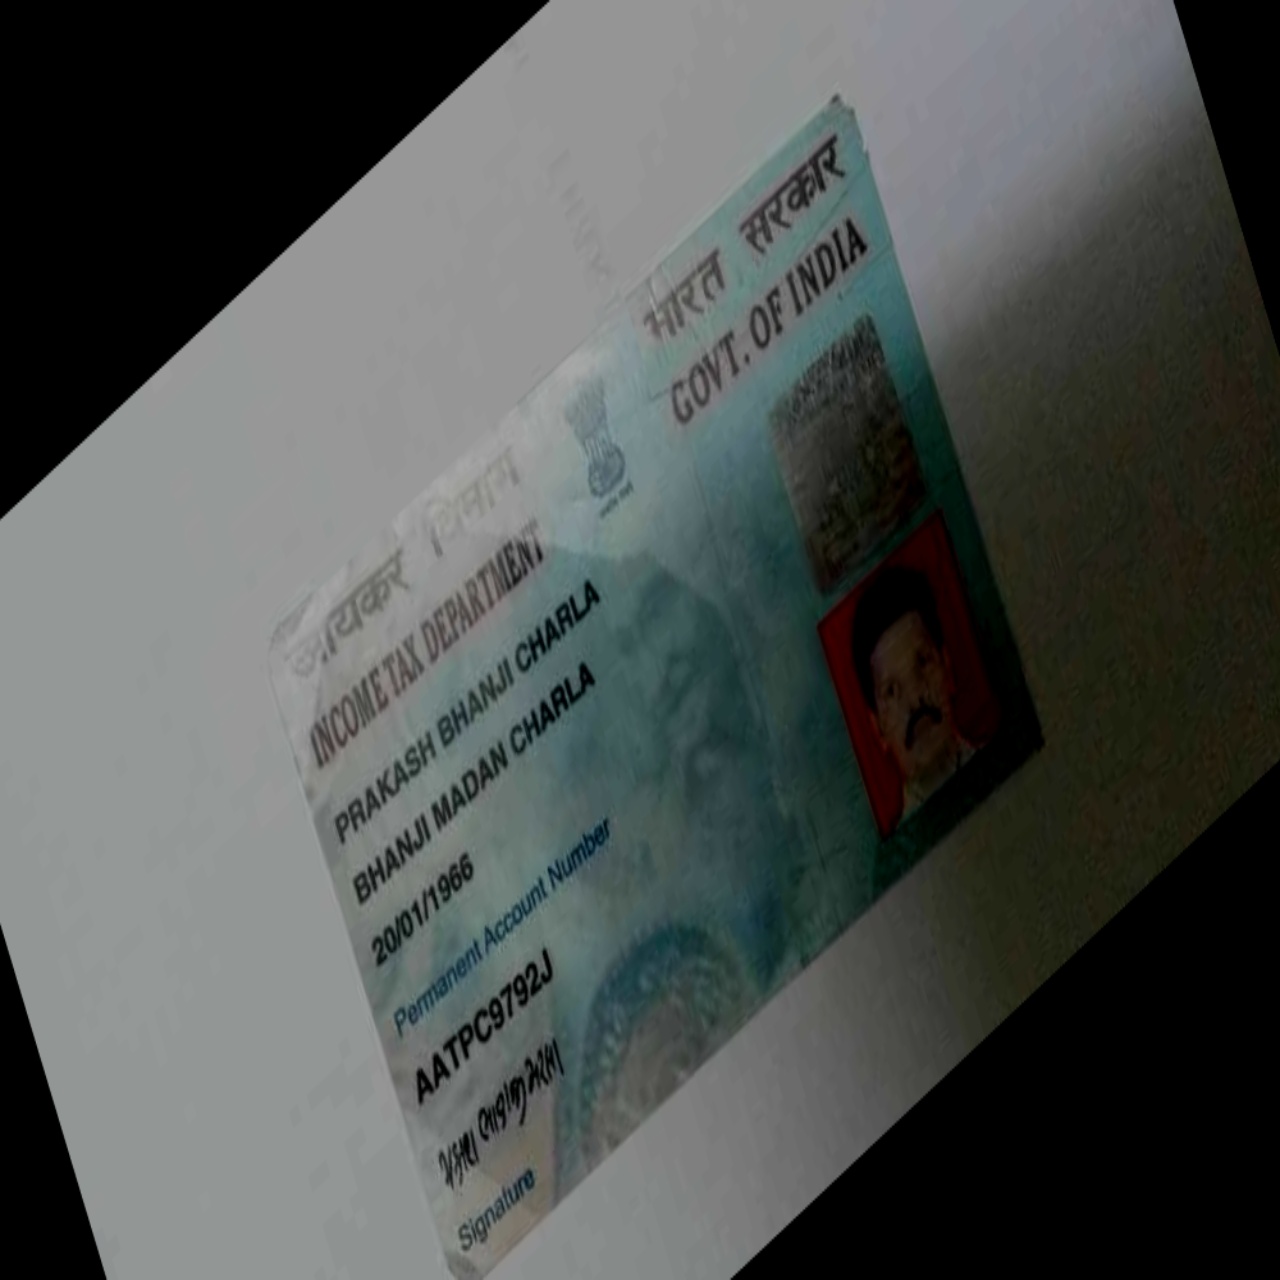 आयकर विभाग
INCOME TAX DEPARTMENT
भारत सरकार
GOVT. OF INDIA
PRAKASH BHANJI CHARLA
BHANJI MADAN CHARLA
20/01/1966
Permanent Account Number
AATPC9792J
Signature